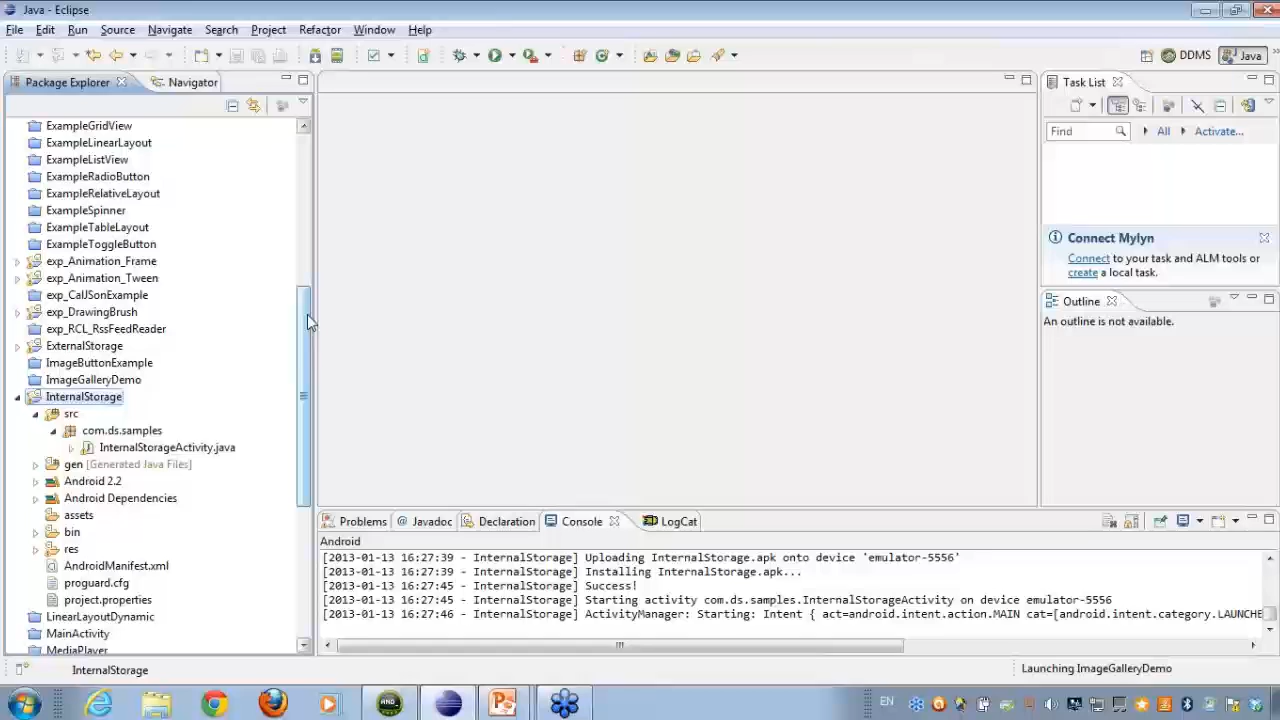 Java - Eclipse
File Edit Run Source Navigate Search Project Refactor Window Help
DDMS Java
Package Explorer Navigator
ExampleGridView
ExampleLinearLayout
ExampleListView
ExampleRadioButton
ExampleRelativeLayout
ExampleSpinner
ExampleTableLayout
ExampleToggleButton
exp_Animation_Frame
exp_Animation_Tween
exp_CalJSonExample
exp_DrawingBrush
exp_RCL_RssFeedReader
ExternalStorage
ImageButtonExample
ImageGalleryDemo
InternalStorage
src
com.ds.samples
InternalStorageActivity.java
gen [Generated Java Files]
Android 2.2
Android Dependencies
assets
bin
res
AndroidManifest.xml
proguard.cfg
project.properties
LinearLayoutDynamic
MainActivity
MediaPlayer
Task List
Find All Activate...
Connect Mylyn
Connect to your task and ALM tools or
create a local task.
Outline
An outline is not available.
Problems Javadoc Declaration Console LogCat
Android
[2013-01-13 16:27:39 - InternalStorage] Uploading InternalStorage.apk onto device 'emulator-5556'
[2013-01-13 16:27:39 - InternalStorage] Installing InternalStorage.apk...
[2013-01-13 16:27:45 - InternalStorage] Success!
[2013-01-13 16:27:45 - InternalStorage] Starting activity com.ds.samples.InternalStorageActivity on device emulator-5556
[2013-01-13 16:27:46 - InternalStorage] ActivityManager: Starting: Intent { act=android.intent.action.MAIN cat=[android.intent.category.LAUNCHE
InternalStorage
Launching ImageGalleryDemo
EN 4:28 PM